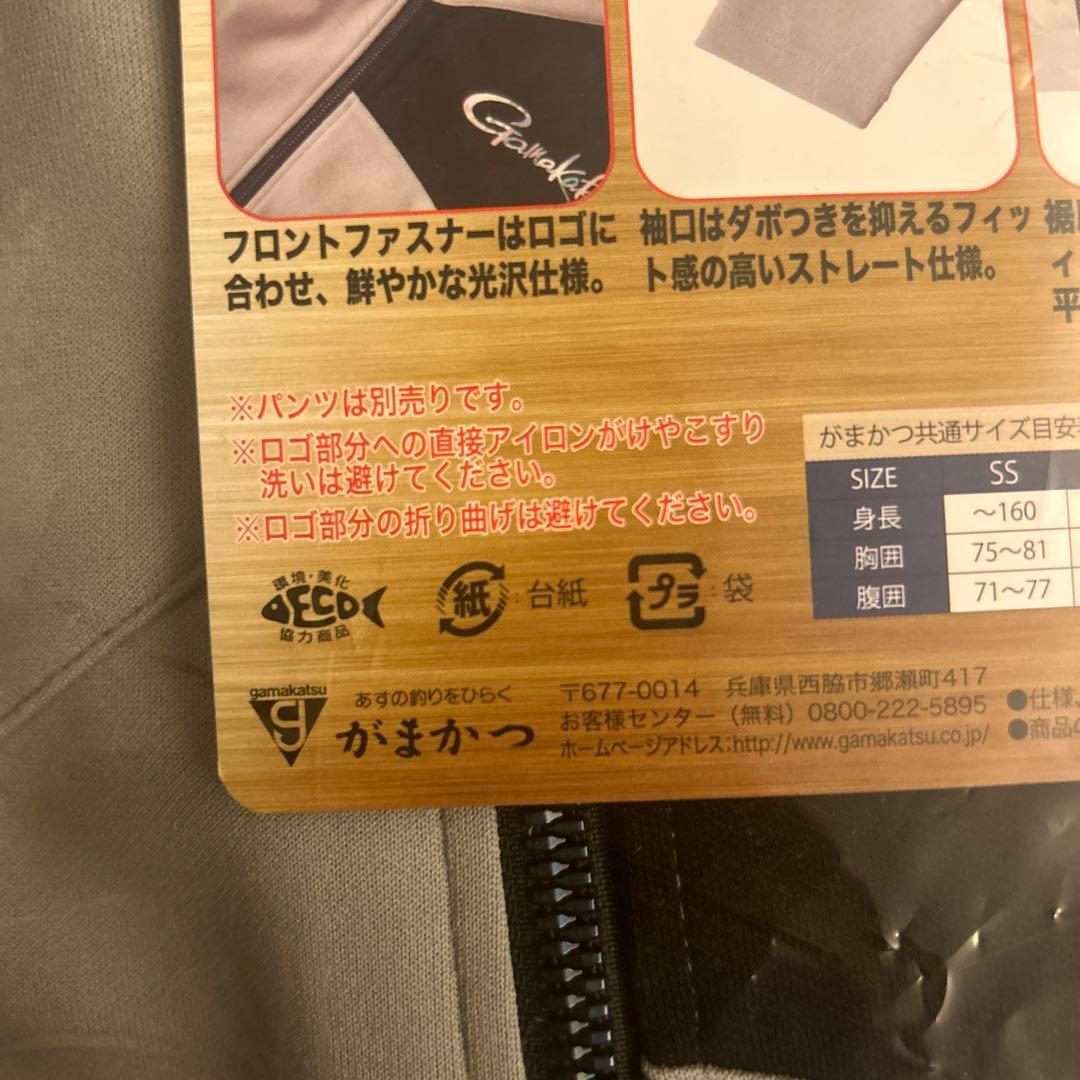 Gamakat
フロントファスナーはロゴに
合わせ、鮮やかな光沢仕様。
袖口はダボつきを抑えるフィッ
ト感の高いストレート仕様。
裾
ィ
平
※パンツは別売りです。
※ロゴ部分への直接アイロンがけやこすり
洗いは避けてください。
※ロゴ部分の折り曲げは避けてください。
がまかつ共通サイズ目安
SIZE SS
身長 ～160
胸囲 75～81
腹囲 71～77
環境・美化
ECO
協力商品
紙:台紙
プラ:袋
gamakatsu
g
あすの釣りをひらく
がまかつ
〒677-0014 兵庫県西脇市郷瀬町417
お客様センター（無料）0800-222-5895
ホームページアドレス:http://www.gamakatsu.co.jp/
●仕様、
●商品の